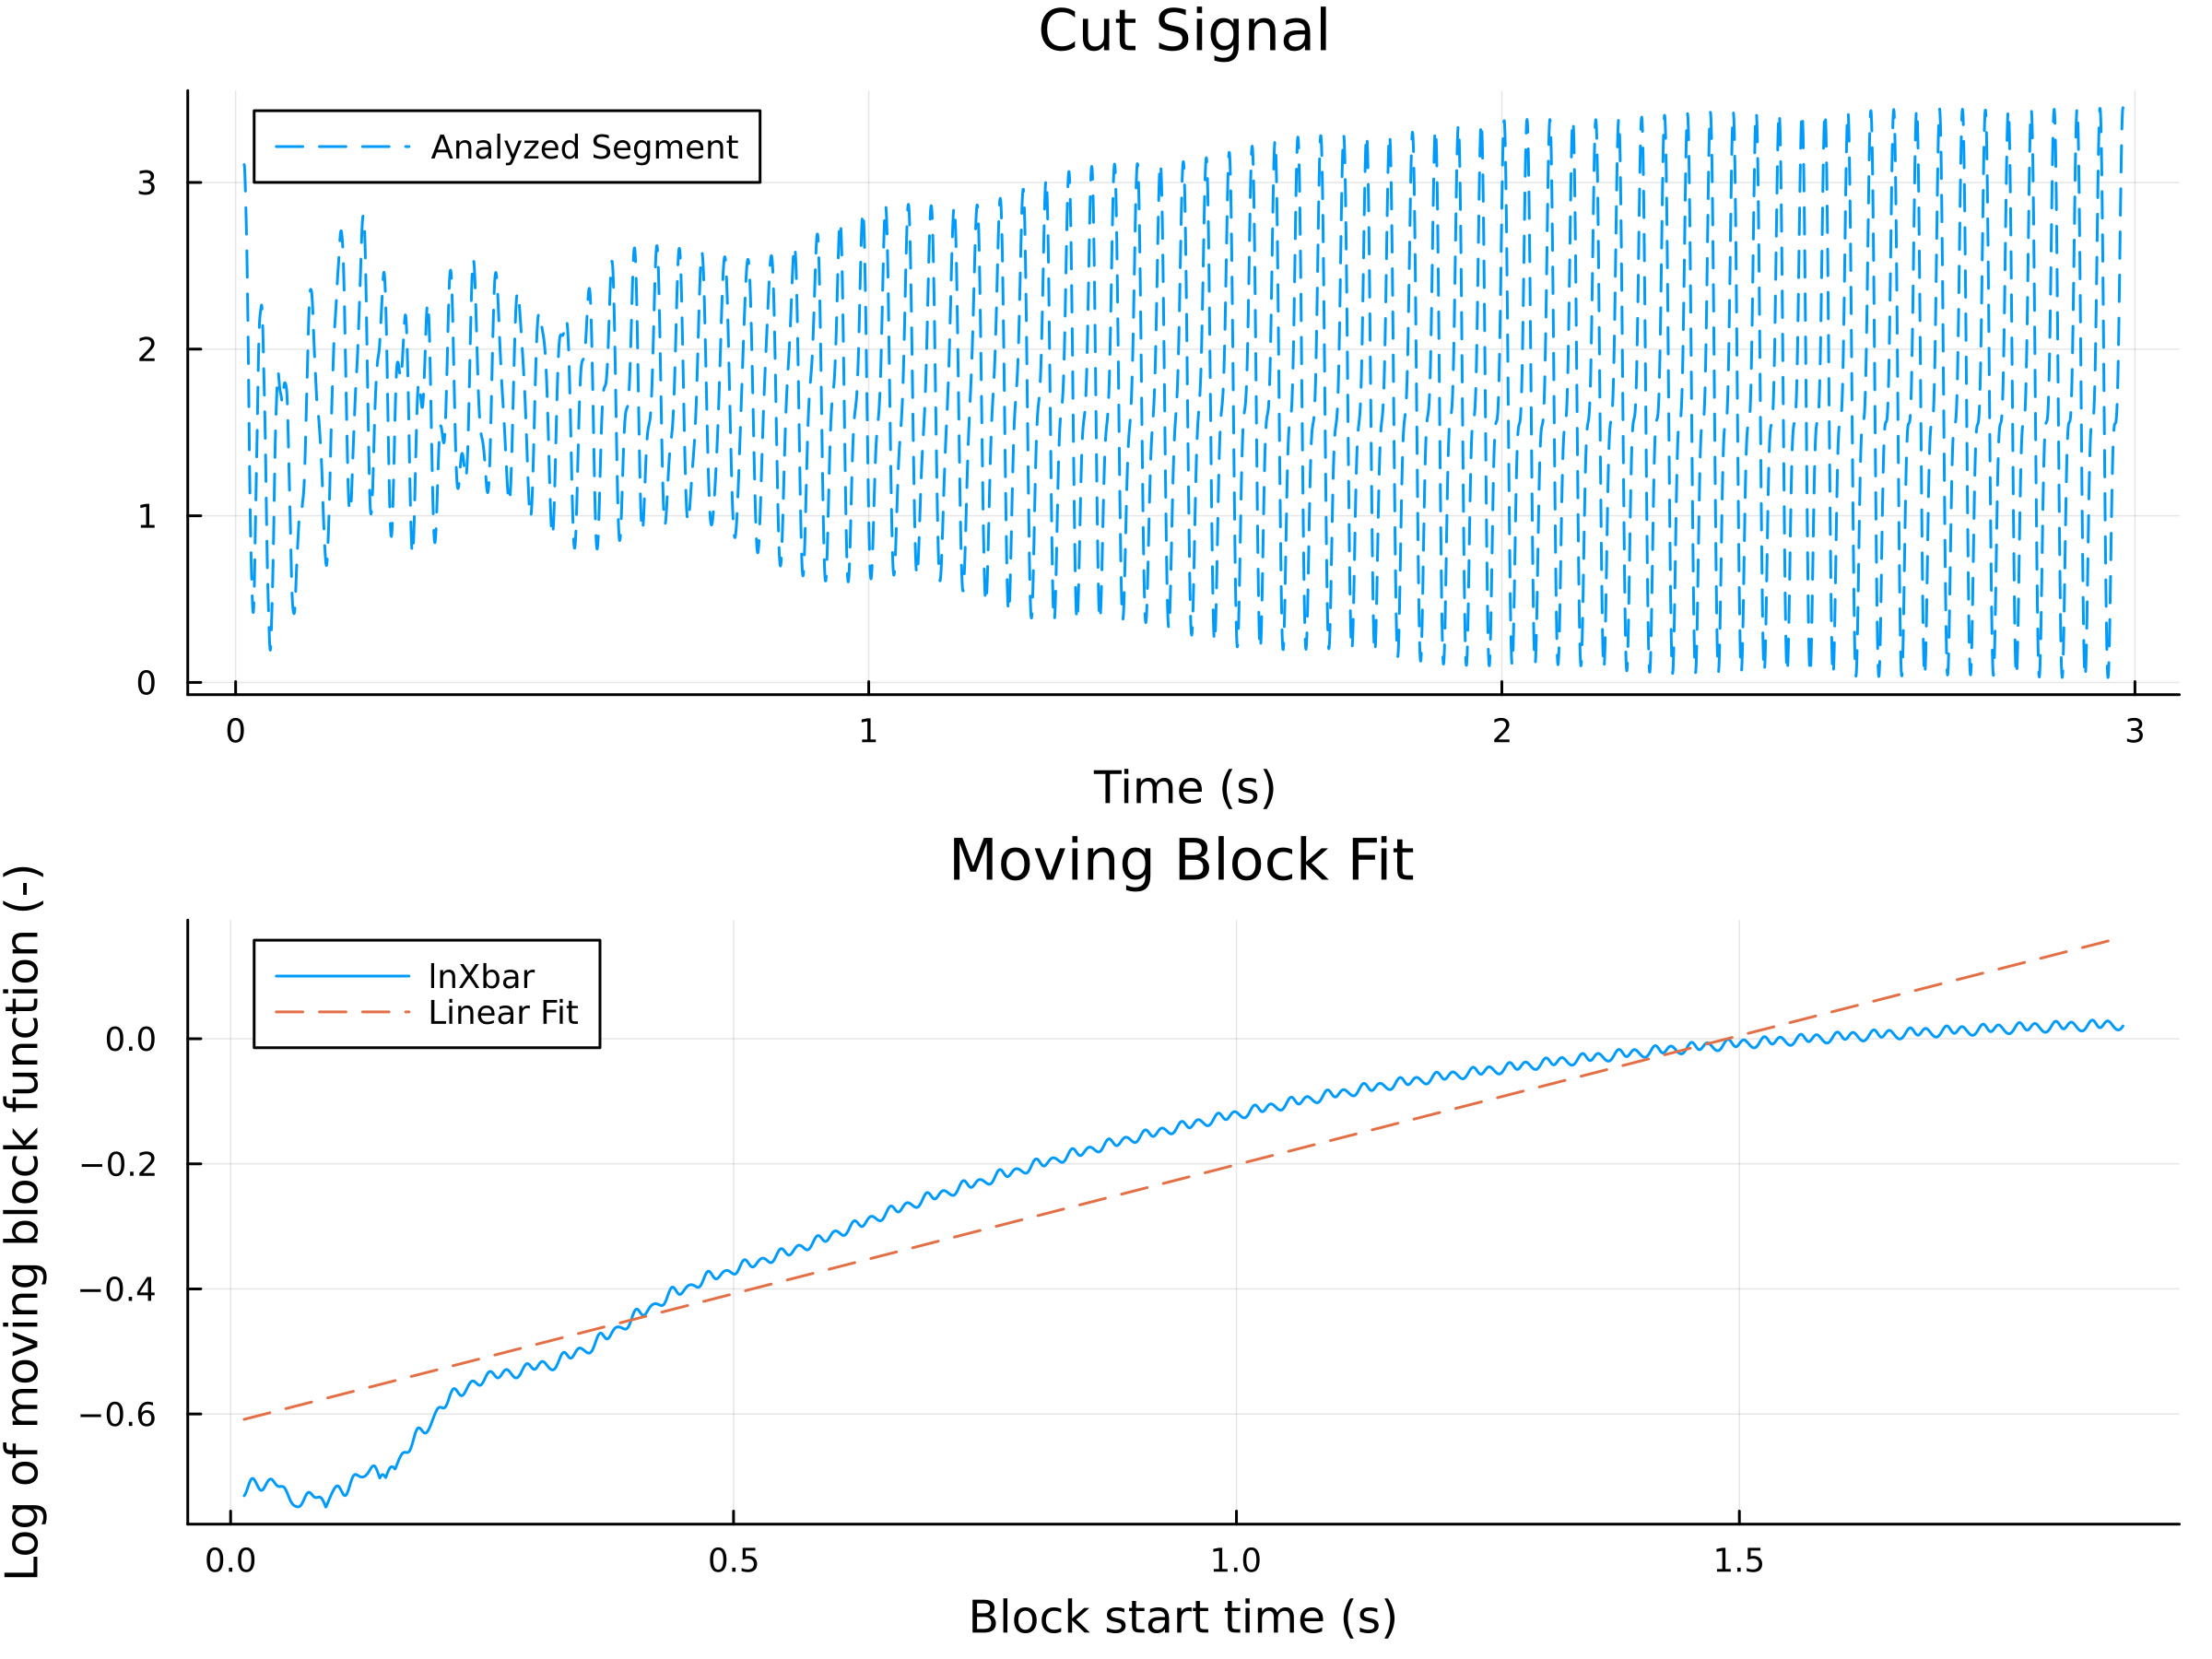 Cut Signal
Analyzed Segment
3
2
1
0
0 1 2 3
Time (s)
Moving Block Fit
Log of moving block function (-)
lnXbar
Linear Fit
0.0
−0.2
−0.4
−0.6
0.0 0.5 1.0 1.5
Block start time (s)